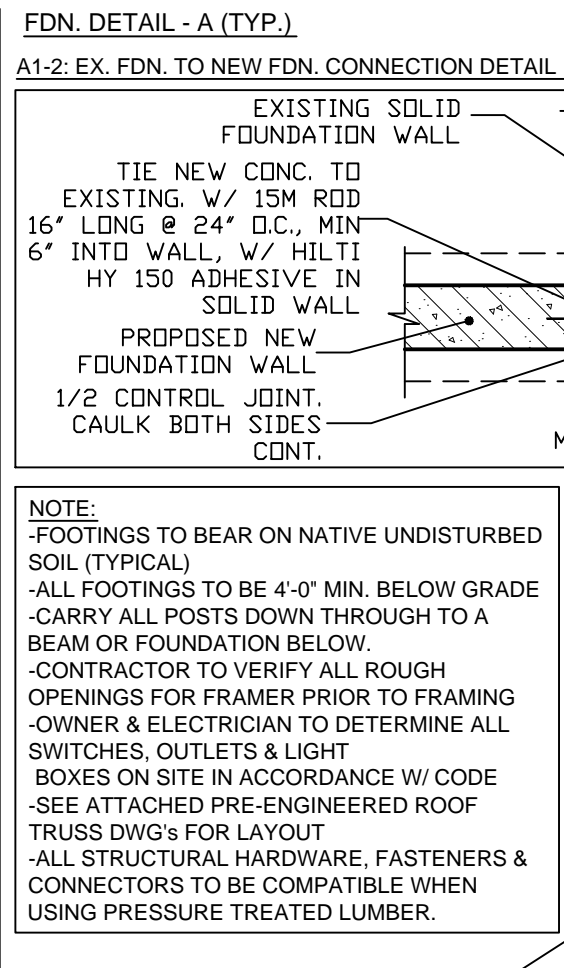 FDN. DETAIL - A (TYP.)
A1-2: EX. FDN. TO NEW FDN. CONNECTION DETAIL
EXISTING SOLID
FOUNDATION WALL
TIE NEW CONC. TO
EXISTING. W/ 15M ROD
16" LONG @ 24" O.C., MIN
6" INTO WALL, W/ HILTI
HY 150 ADHESIVE IN
SOLID WALL
PROPOSED NEW
FOUNDATION WALL
1/2 CONTROL JOINT.
CAULK BOTH SIDES
CONT.
NOTE:
-FOOTINGS TO BEAR ON NATIVE UNDISTURBED
SOIL (TYPICAL)
-ALL FOOTINGS TO BE 4'-0" MIN. BELOW GRADE
-CARRY ALL POSTS DOWN THROUGH TO A
BEAM OR FOUNDATION BELOW.
-CONTRACTOR TO VERIFY ALL ROUGH
OPENINGS FOR FRAMER PRIOR TO FRAMING
-OWNER & ELECTRICIAN TO DETERMINE ALL
SWITCHES, OUTLETS & LIGHT
BOXES ON SITE IN ACCORDANCE W/ CODE
-SEE ATTACHED PRE-ENGINEERED ROOF
TRUSS DWG's FOR LAYOUT
-ALL STRUCTURAL HARDWARE, FASTENERS &
CONNECTORS TO BE COMPATIBLE WHEN
USING PRESSURE TREATED LUMBER.